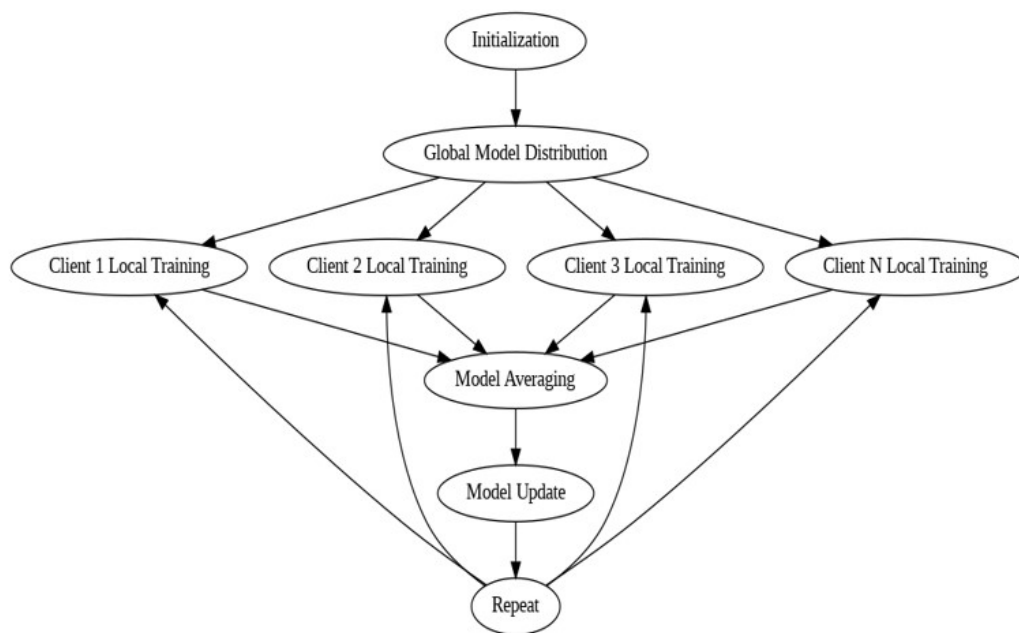 Initialization
Global Model Distribution
Client 1 Local Training
Client 2 Local Training
Client 3 Local Training
Client N Local Training
Model Averaging
Model Update
Repeat